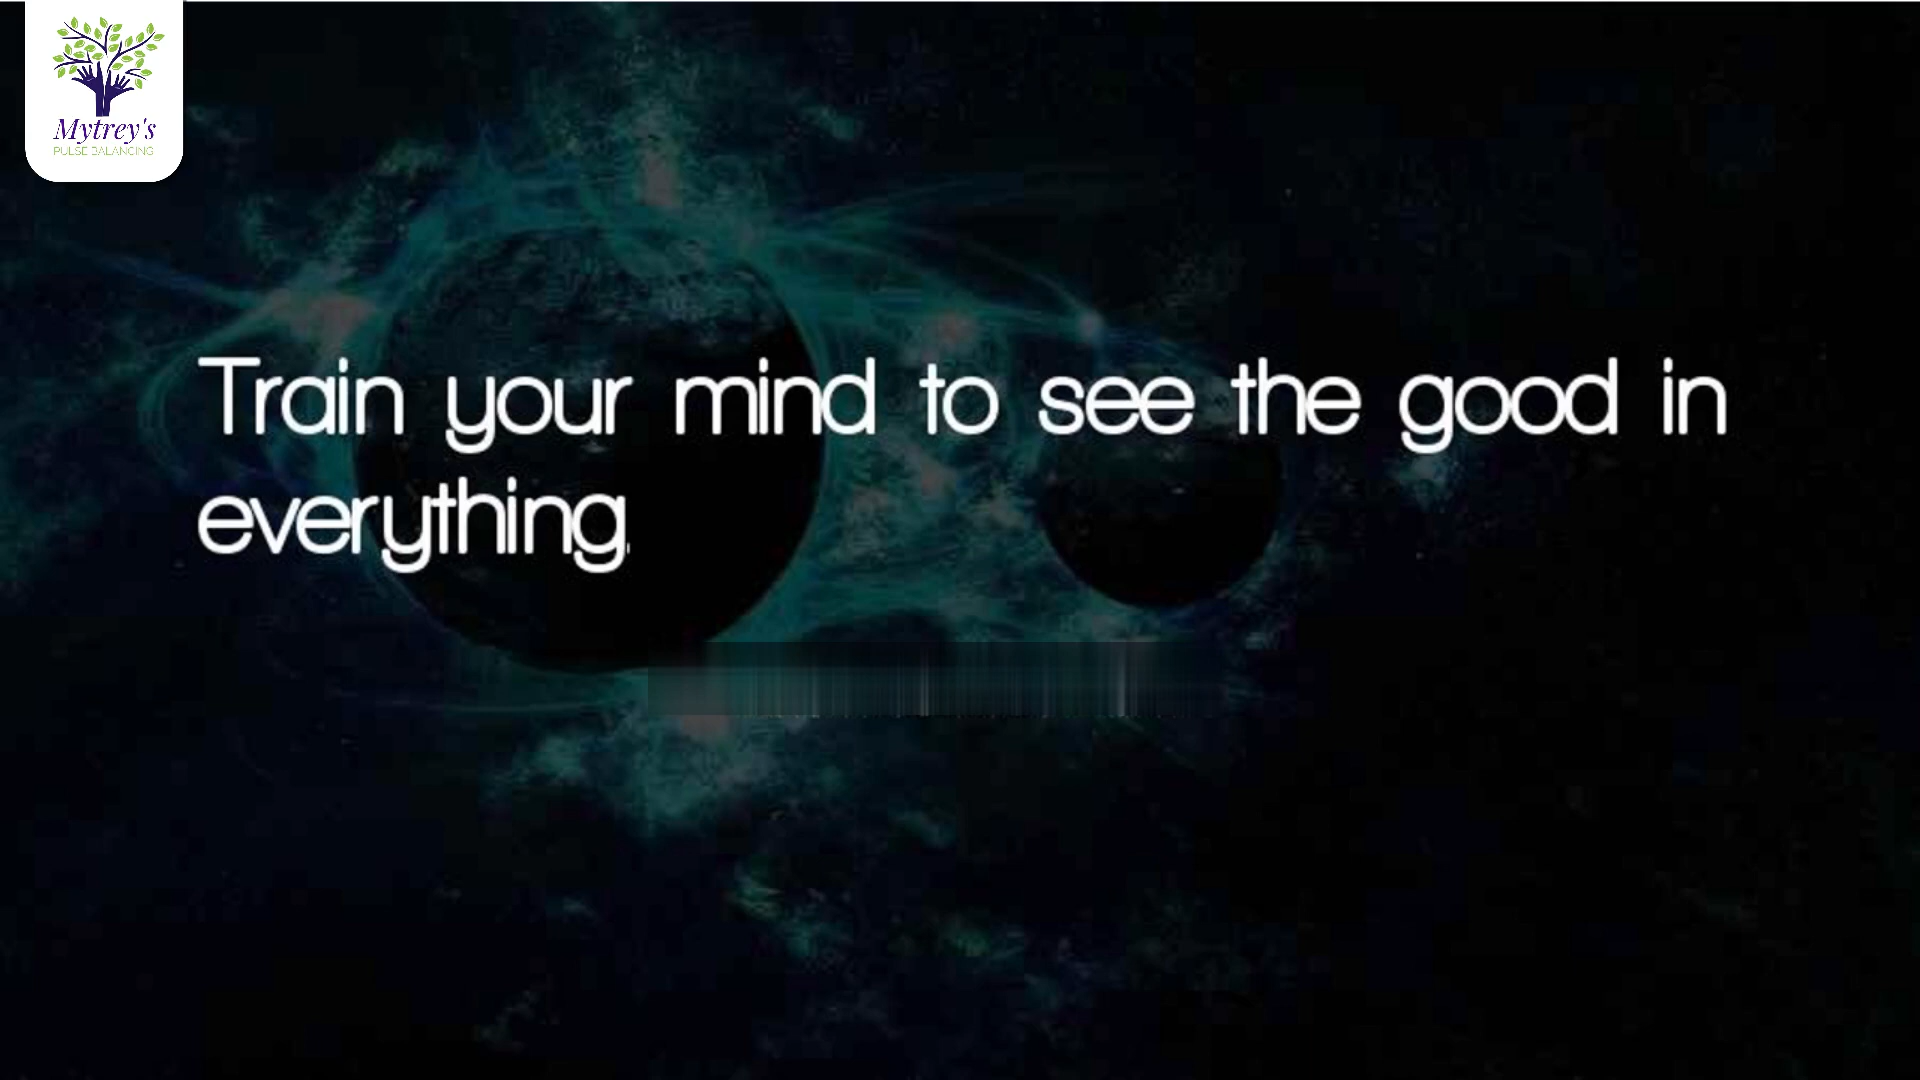 Mytrey's
PULSE BALANCING
Train your mind to see the good in
everything.